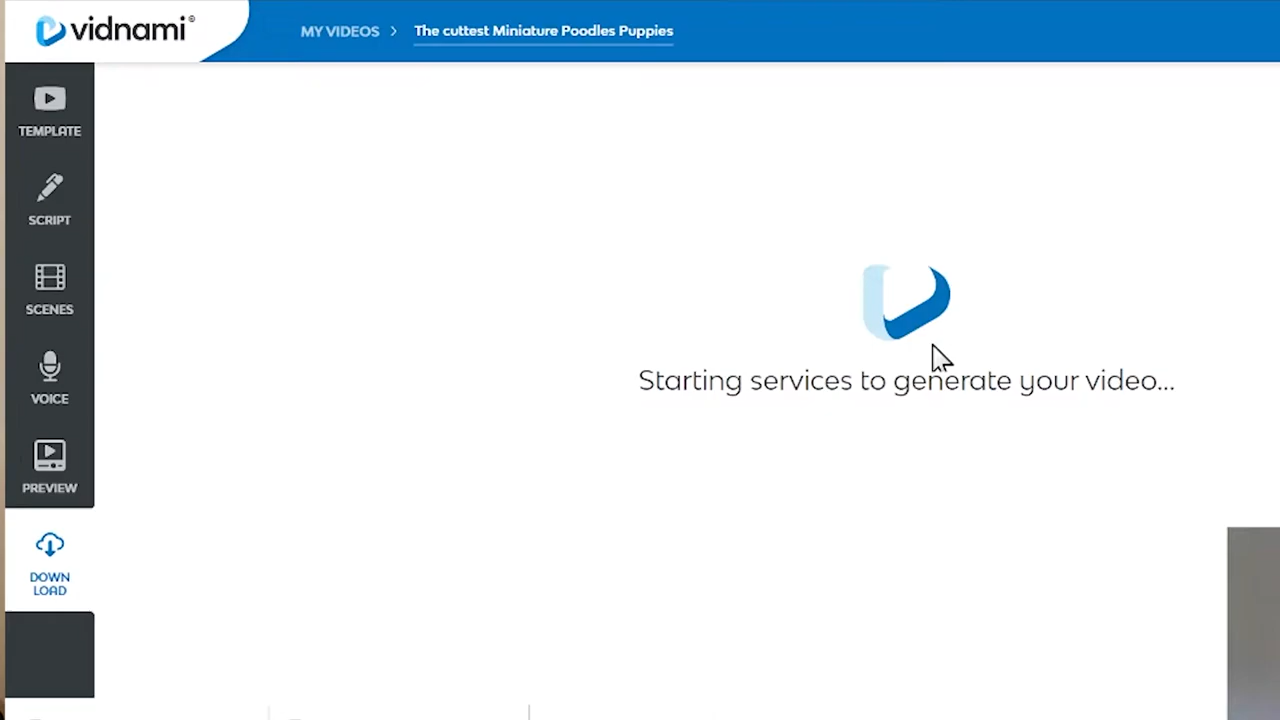 vidnami®
MY VIDEOS > The cuttest Miniature Poodles Puppies
TEMPLATE
SCRIPT
SCENES
VOICE
PREVIEW
DOWN
LOAD
Starting services to generate your video...